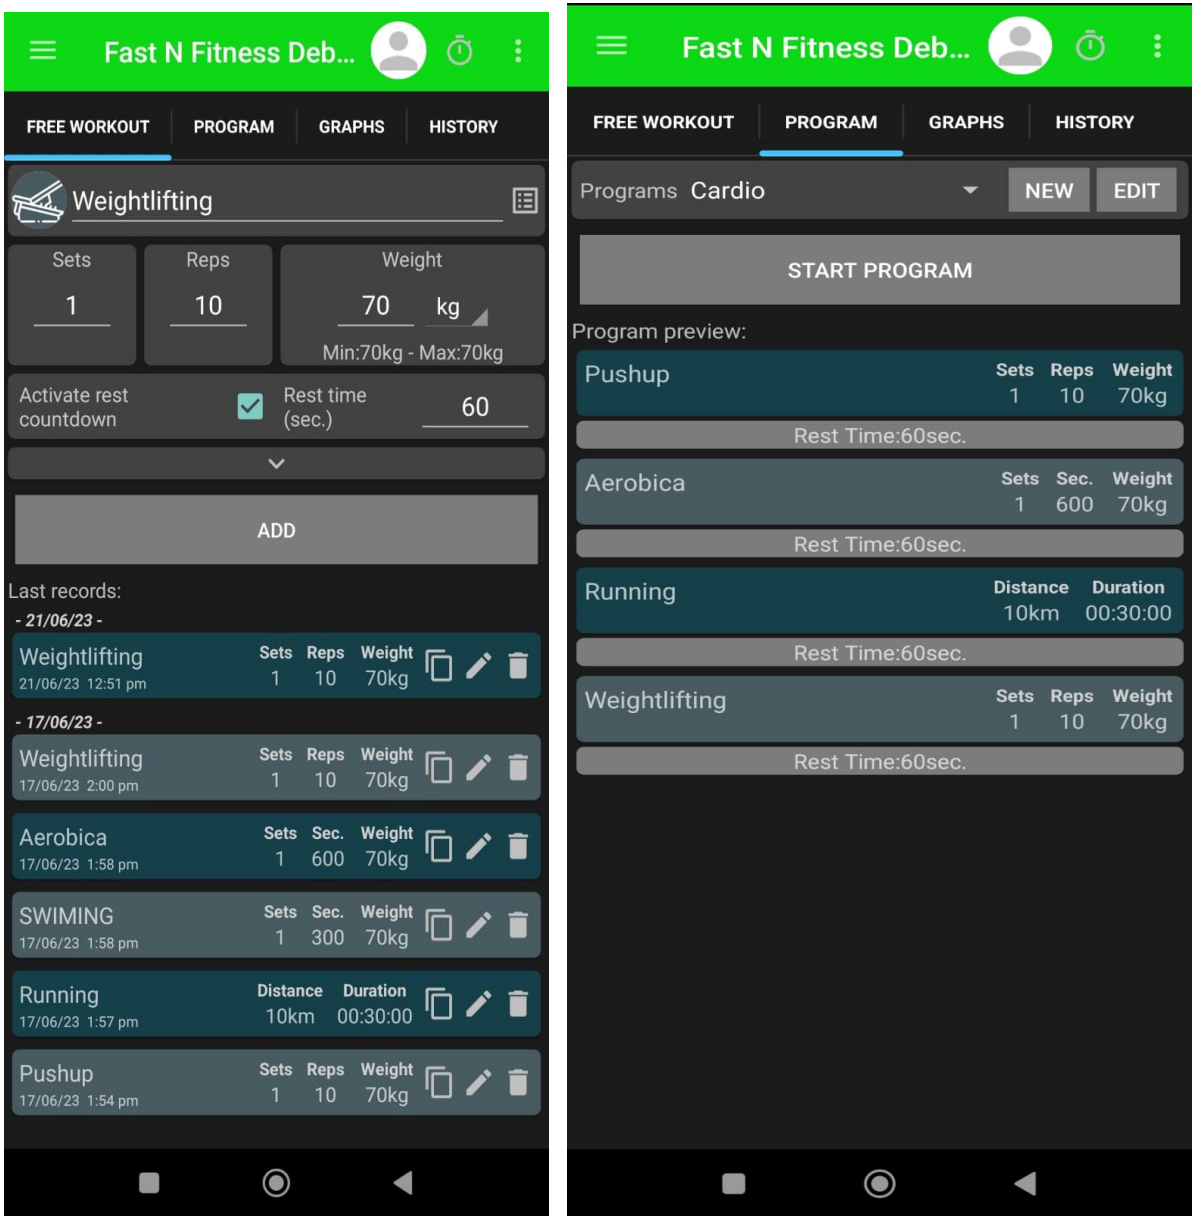 Fast N Fitness Deb...
FREE WORKOUT PROGRAM GRAPHS HISTORY
Weightlifting
Sets Reps Weight
1 10 70 kg
Min:70kg - Max:70kg
Activate rest countdown Rest time (sec.) 60
ADD
Last records:
- 21/06/23 -
Weightlifting Sets Reps Weight
21/06/23 12:51 pm 1 10 70kg
- 17/06/23 -
Weightlifting Sets Reps Weight
17/06/23 2:00 pm 1 10 70kg
Aerobica Sets Sec. Weight
17/06/23 1:58 pm 1 600 70kg
SWIMING Sets Sec. Weight
17/06/23 1:58 pm 1 300 70kg
Running Distance Duration
17/06/23 1:57 pm 10km 00:30:00
Pushup Sets Reps Weight
17/06/23 1:54 pm 1 10 70kg
Fast N Fitness Deb...
FREE WORKOUT PROGRAM GRAPHS HISTORY
Programs Cardio NEW EDIT
START PROGRAM
Program preview:
Pushup Sets Reps Weight
1 10 70kg
Rest Time:60sec.
Aerobica Sets Sec. Weight
1 600 70kg
Rest Time:60sec.
Running Distance Duration
10km 00:30:00
Rest Time:60sec.
Weightlifting Sets Reps Weight
1 10 70kg
Rest Time:60sec.